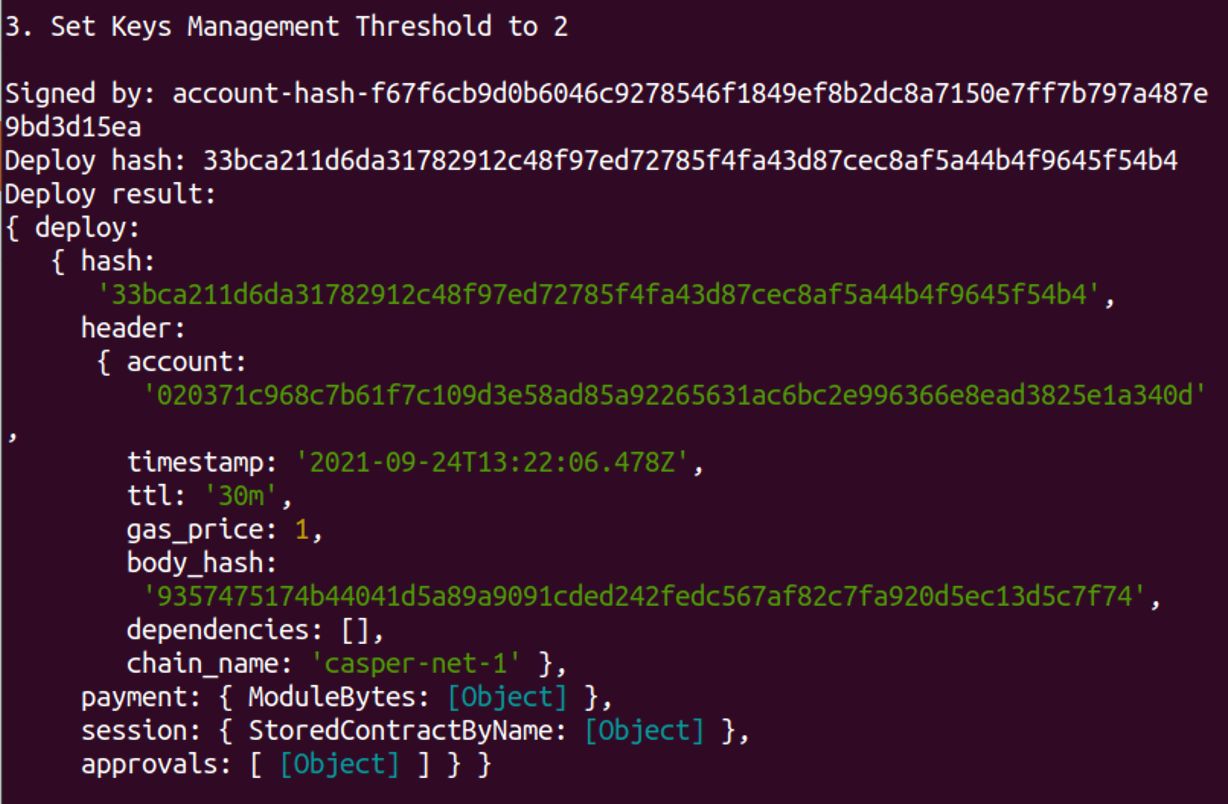 3. Set Keys Management Threshold to 2
Signed by: account-hash-f67f6cb9d0b6046c9278546f1849ef8b2dc8a7150e7ff7b797a487e
9bd3d15ea
Deploy hash: 33bca211d6da31782912c48f97ed72785f4fa43d87cec8af5a44b4f9645f54b4
Deploy result:
{ deploy:
{ hash:
'33bca211d6da31782912c48f97ed72785f4fa43d87cec8af5a44b4f9645f54b4',
header:
{ account:
'020371c968c7b61f7c109d3e58ad85a92265631ac6bc2e996366e8ead3825e1a340d'
,
timestamp: '2021-09-24T13:22:06.478Z',
ttl: '30m',
gas_price: 1,
body_hash:
'9357475174b44041d5a89a9091cded242fedc567af82c7fa920d5ec13d5c7f74',
dependencies: [],
chain_name: 'casper-net-1' },
payment: { ModuleBytes: [Object] },
session: { StoredContractByName: [Object] },
approvals: [ [Object] ] } }